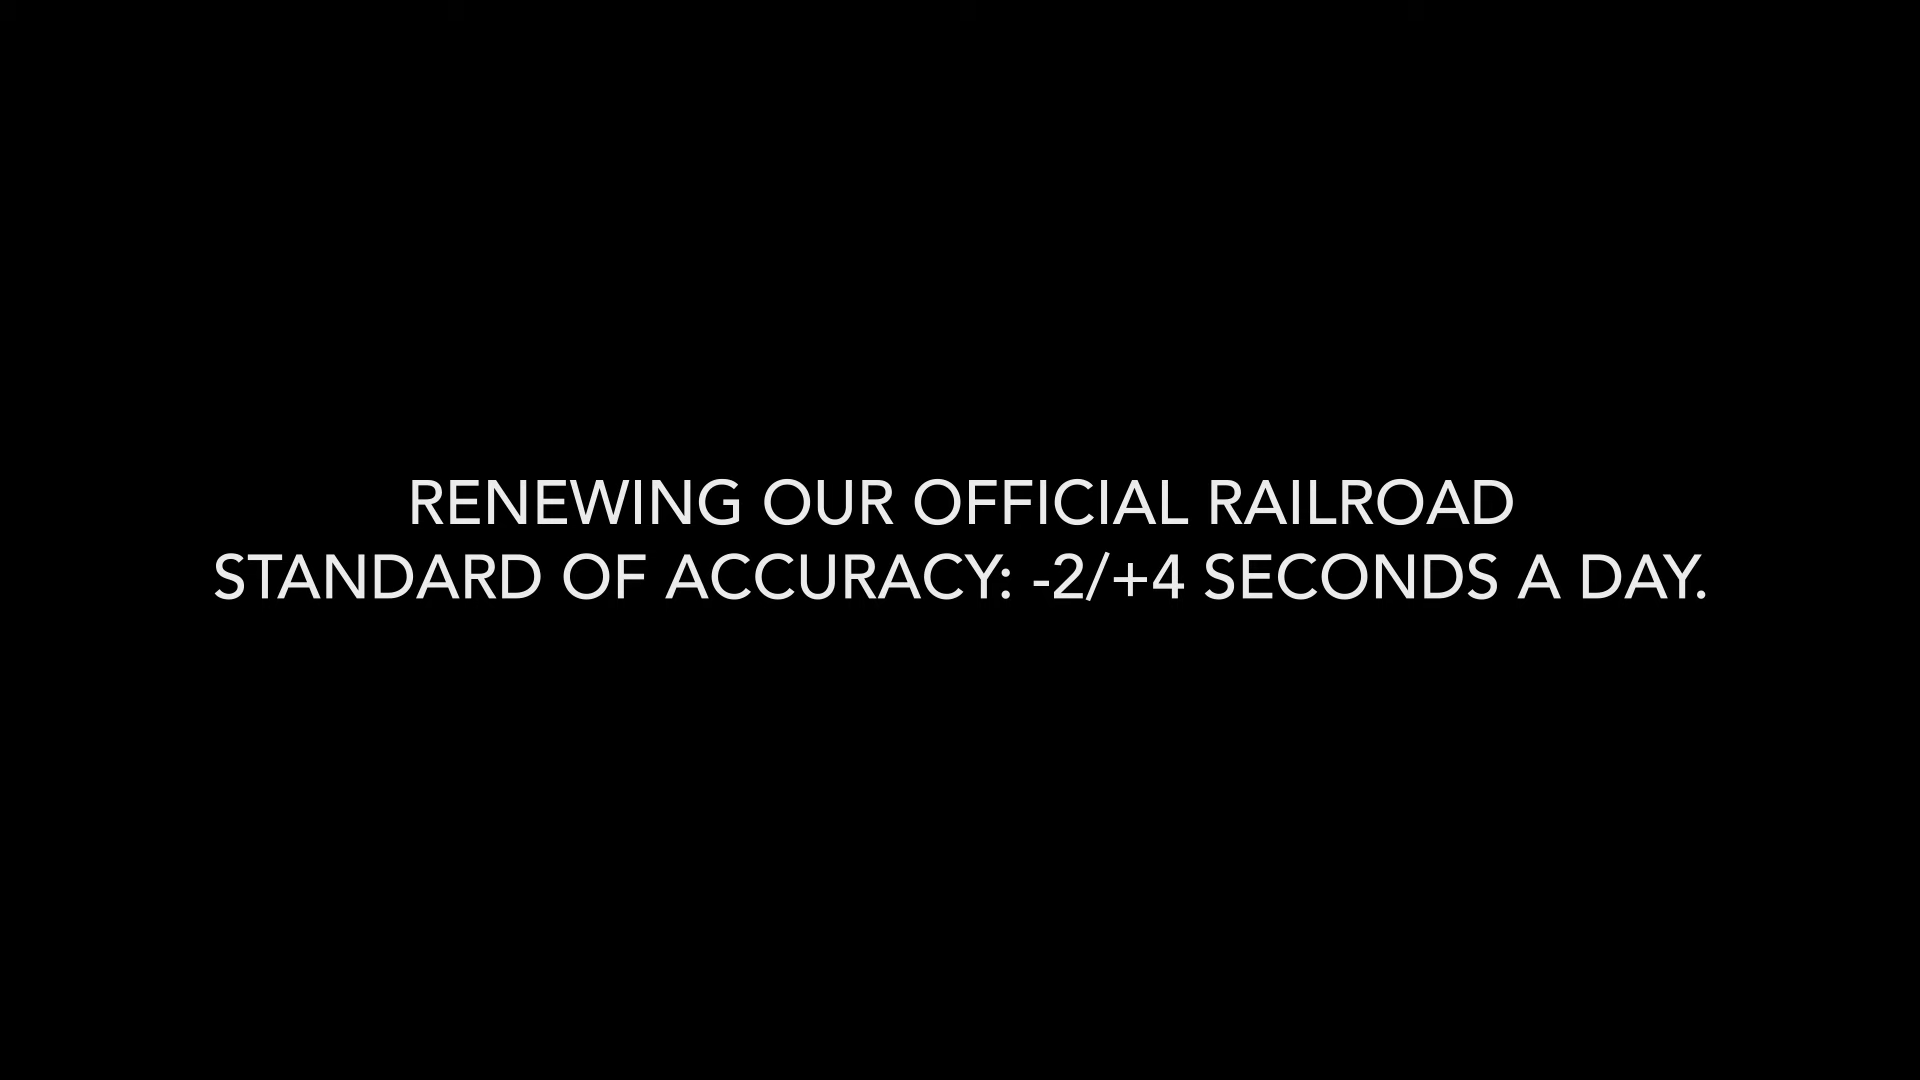 RENEWING OUR OFFICIAL RAILROAD
STANDARD OF ACCURACY: -2/+4 SECONDS A DAY.